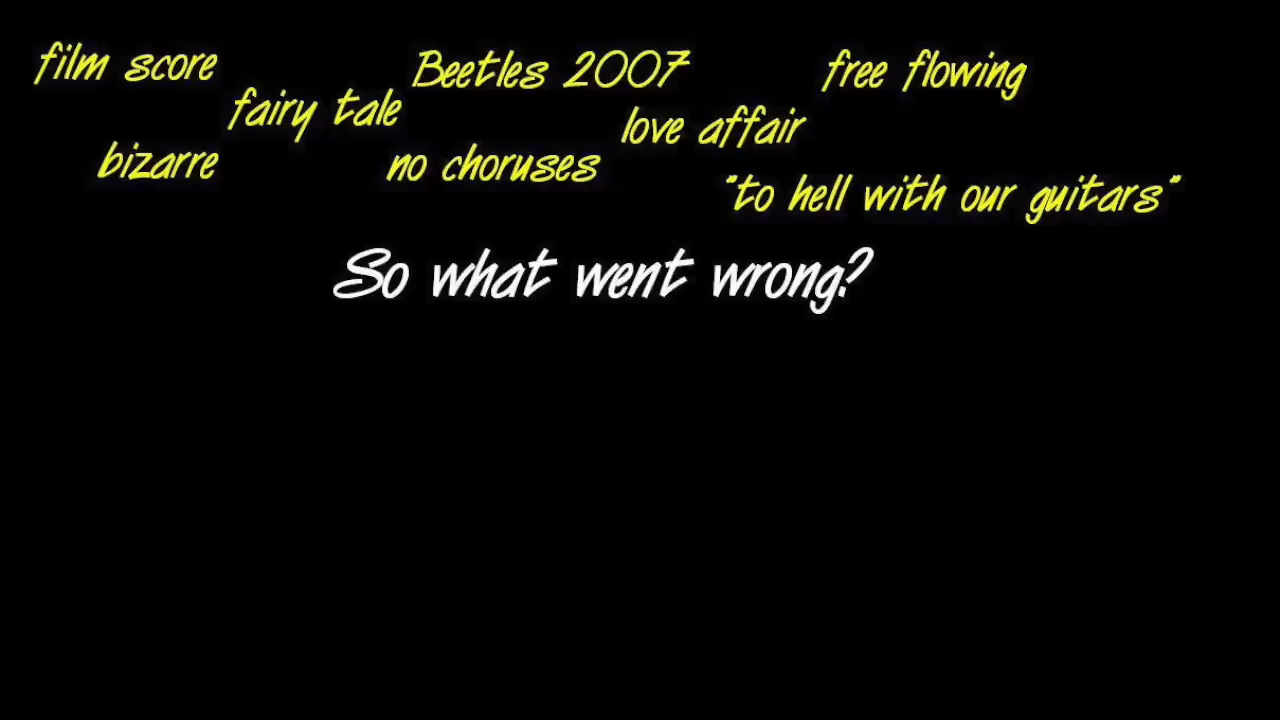 film score
Beetles 2007
free flowing
fairy tale
love affair
bizarre
no choruses
"to hell with our guitars"
So what went wrong?